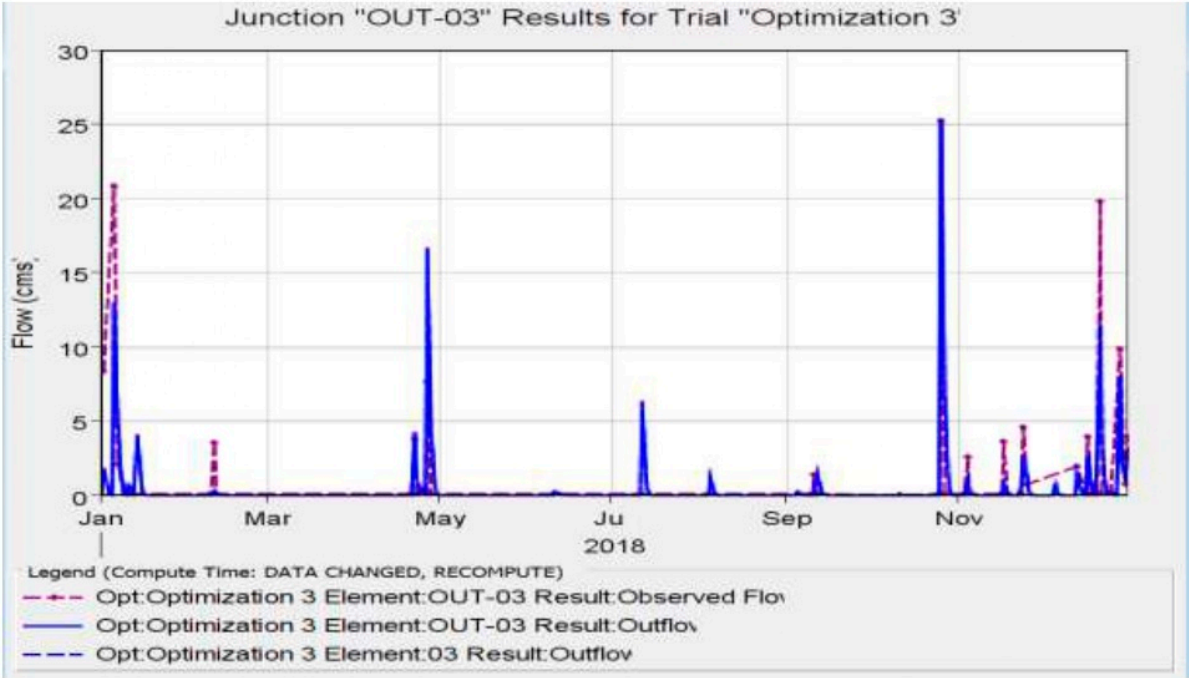 Junction "OUT-03" Results for Trial "Optimization 3'
30
25
20
15
10
5
0
Flow (cms)
Jan Mar May Ju Sep Nov
2018
Legend (Compute Time: DATA CHANGED, RECOMPUTE)
Opt:Optimization 3 Element:OUT-03 Result:Observed Flov
Opt:Optimization 3 Element:OUT-03 Result:Outflov
Opt:Optimization 3 Element:03 Result:Outflov